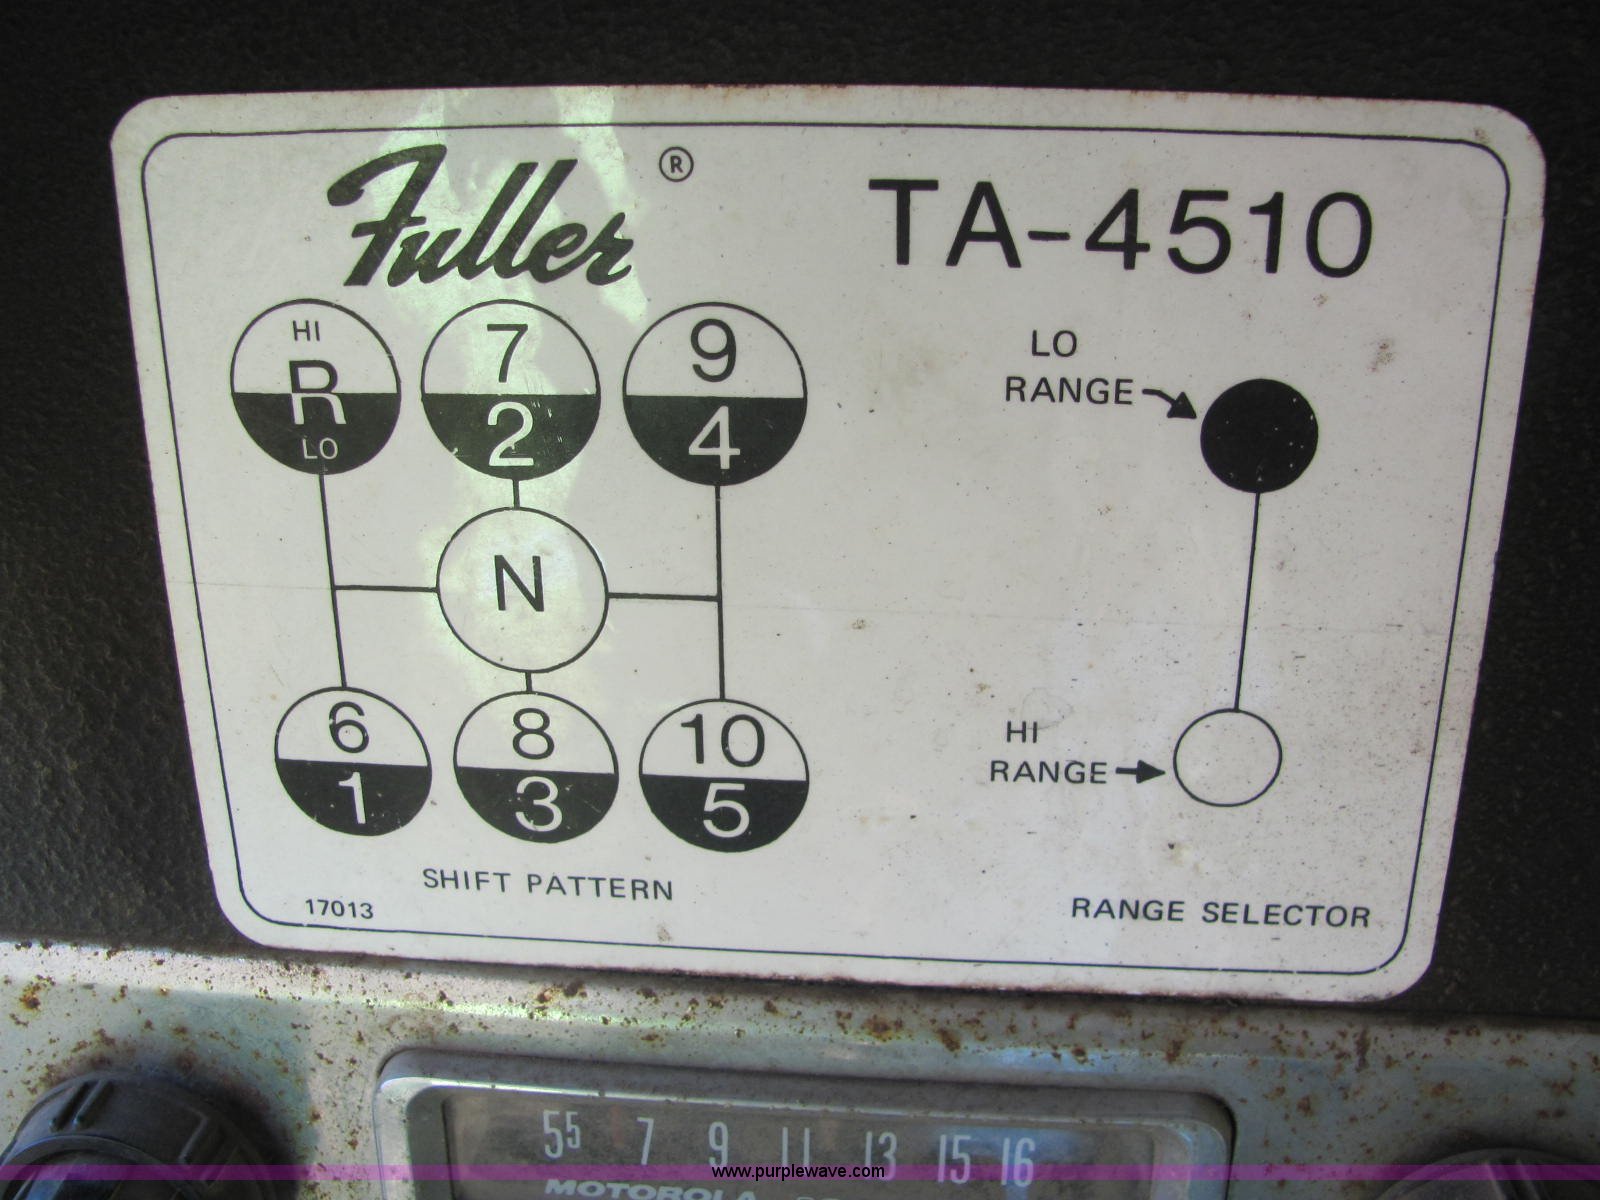 Fuller ®
TA-4510
HI
R
LO
7
2
9
4
N
6
1
8
3
10
5
SHIFT PATTERN
17013
LO
RANGE
HI
RANGE
RANGE SELECTOR
55 7 9 11 13 15 16
www.purplewave.com
MOTOROLA